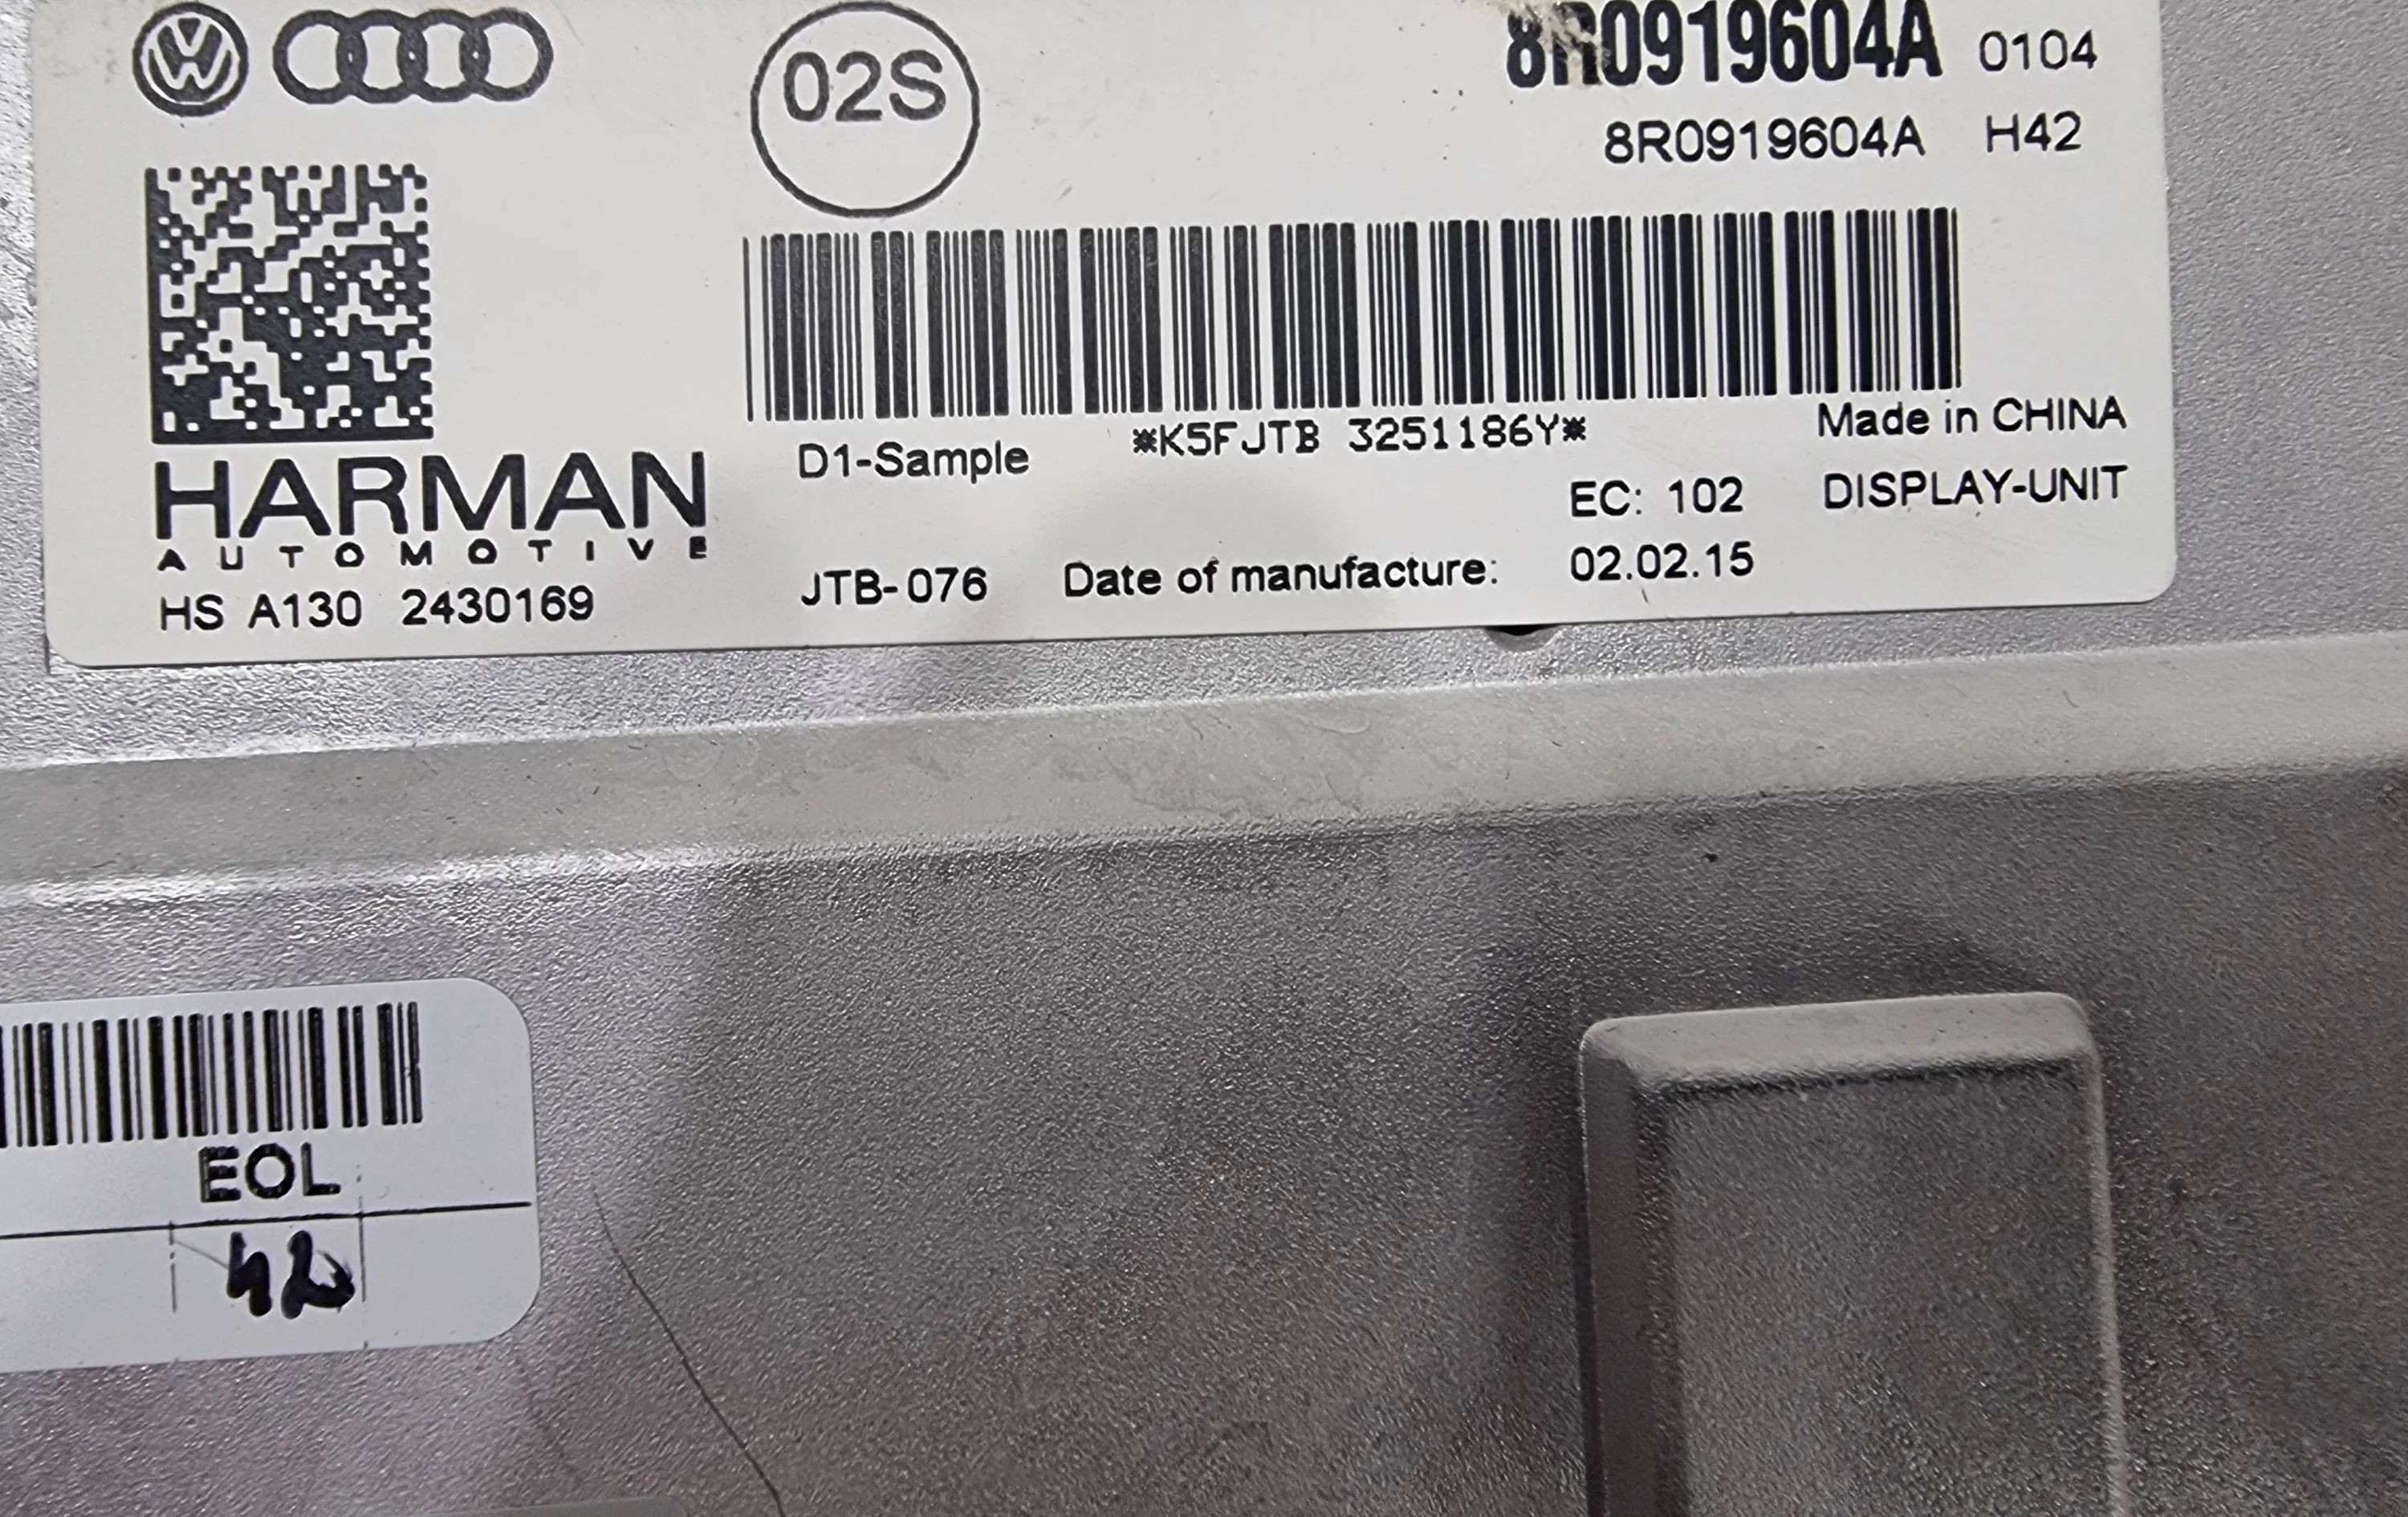 02S
8R0919604A 0104
8R0919604A H42
*K5FJTB 3251186Y*
Made in CHINA
D1-Sample
HARMAN
AUTOMOTIVE
EC: 102 DISPLAY-UNIT
HS A130 2430169
JTB-076 Date of manufacture: 02.02.15
EOL
42